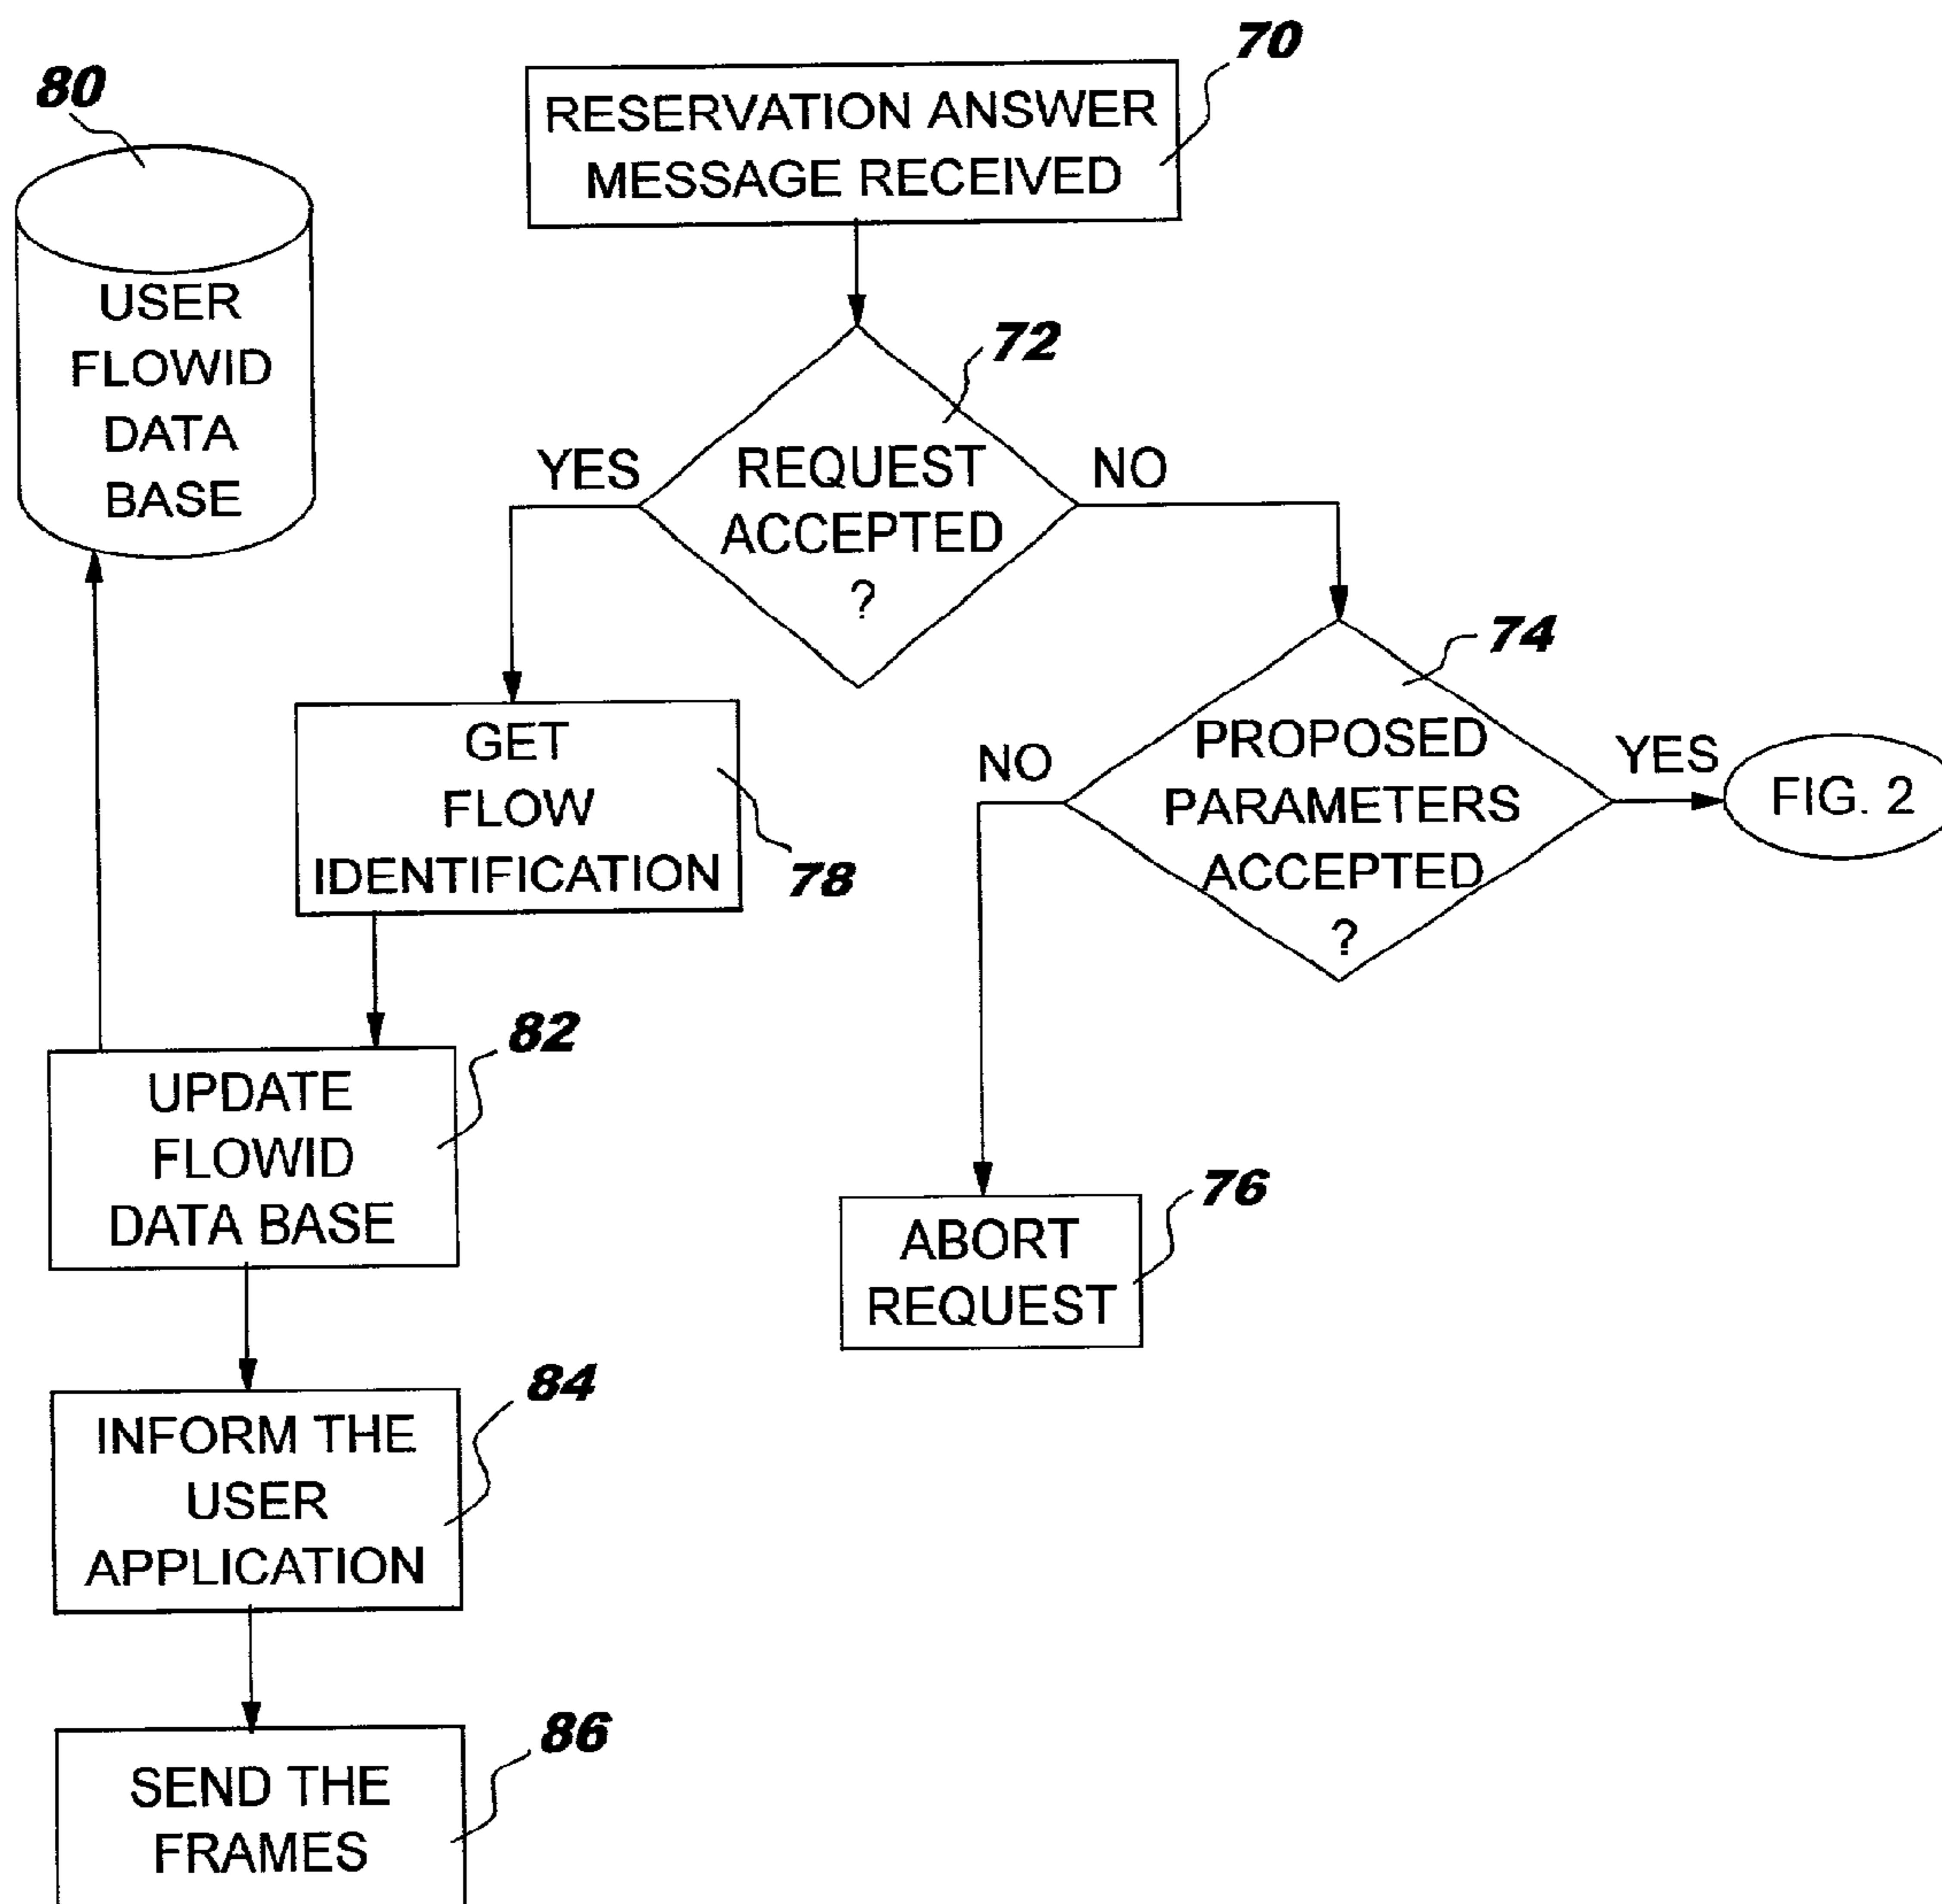 70
RESERVATION ANSWER
MESSAGE RECEIVED
80
USER
FLOWID
DATA
BASE
72
REQUEST
ACCEPTED
?
YES
NO
74
PROPOSED
PARAMETERS
ACCEPTED
?
NO
YES
FIG. 2
GET
FLOW
IDENTIFICATION
78
82
UPDATE
FLOWID
DATA BASE
76
ABORT
REQUEST
84
INFORM THE
USER
APPLICATION
86
SEND THE
FRAMES